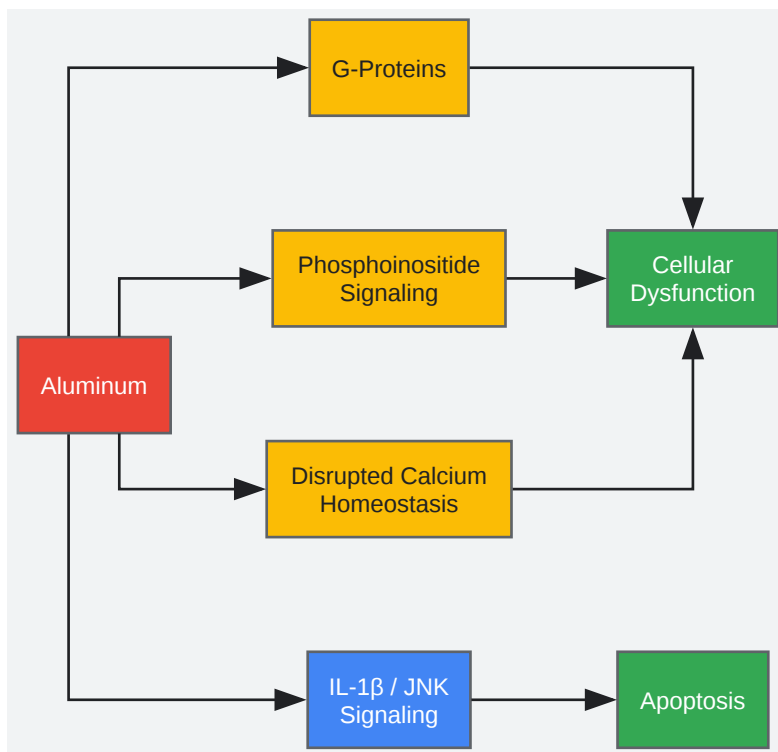 G-Proteins
Phosphoinositide
Signaling
Cellular
Dysfunction
Aluminum
Disrupted Calcium
Homeostasis
IL-1β / JNK
Signaling
Apoptosis